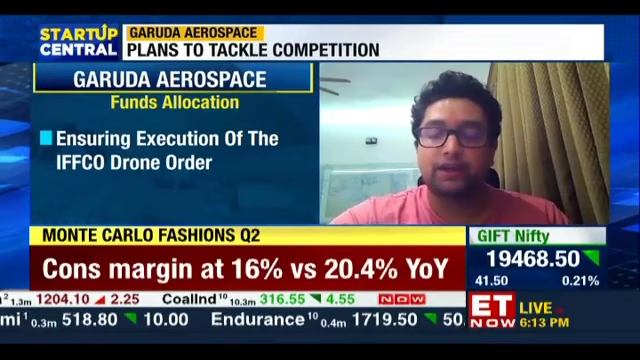 STARTUP
CENTRAL
GARUDA AEROSPACE
PLANS TO TACKLE COMPETITION
GARUDA AEROSPACE
Funds Allocation
Ensuring Execution Of The
IFFCO Drone Order
MONTE CARLO FASHIONS Q2
Cons margin at 16% vs 20.4% YoY
GIFT Nifty
19468.50
41.50 0.21%
2 1.3m 1204.10 2.25 CoalInd 10 10.3m 316.55 4.55 NOW
mi 1 0.3m 518.80 10.00 Endurance 10 0.4m 1719.50 50.
ET
NOW
LIVE
6:13 PM